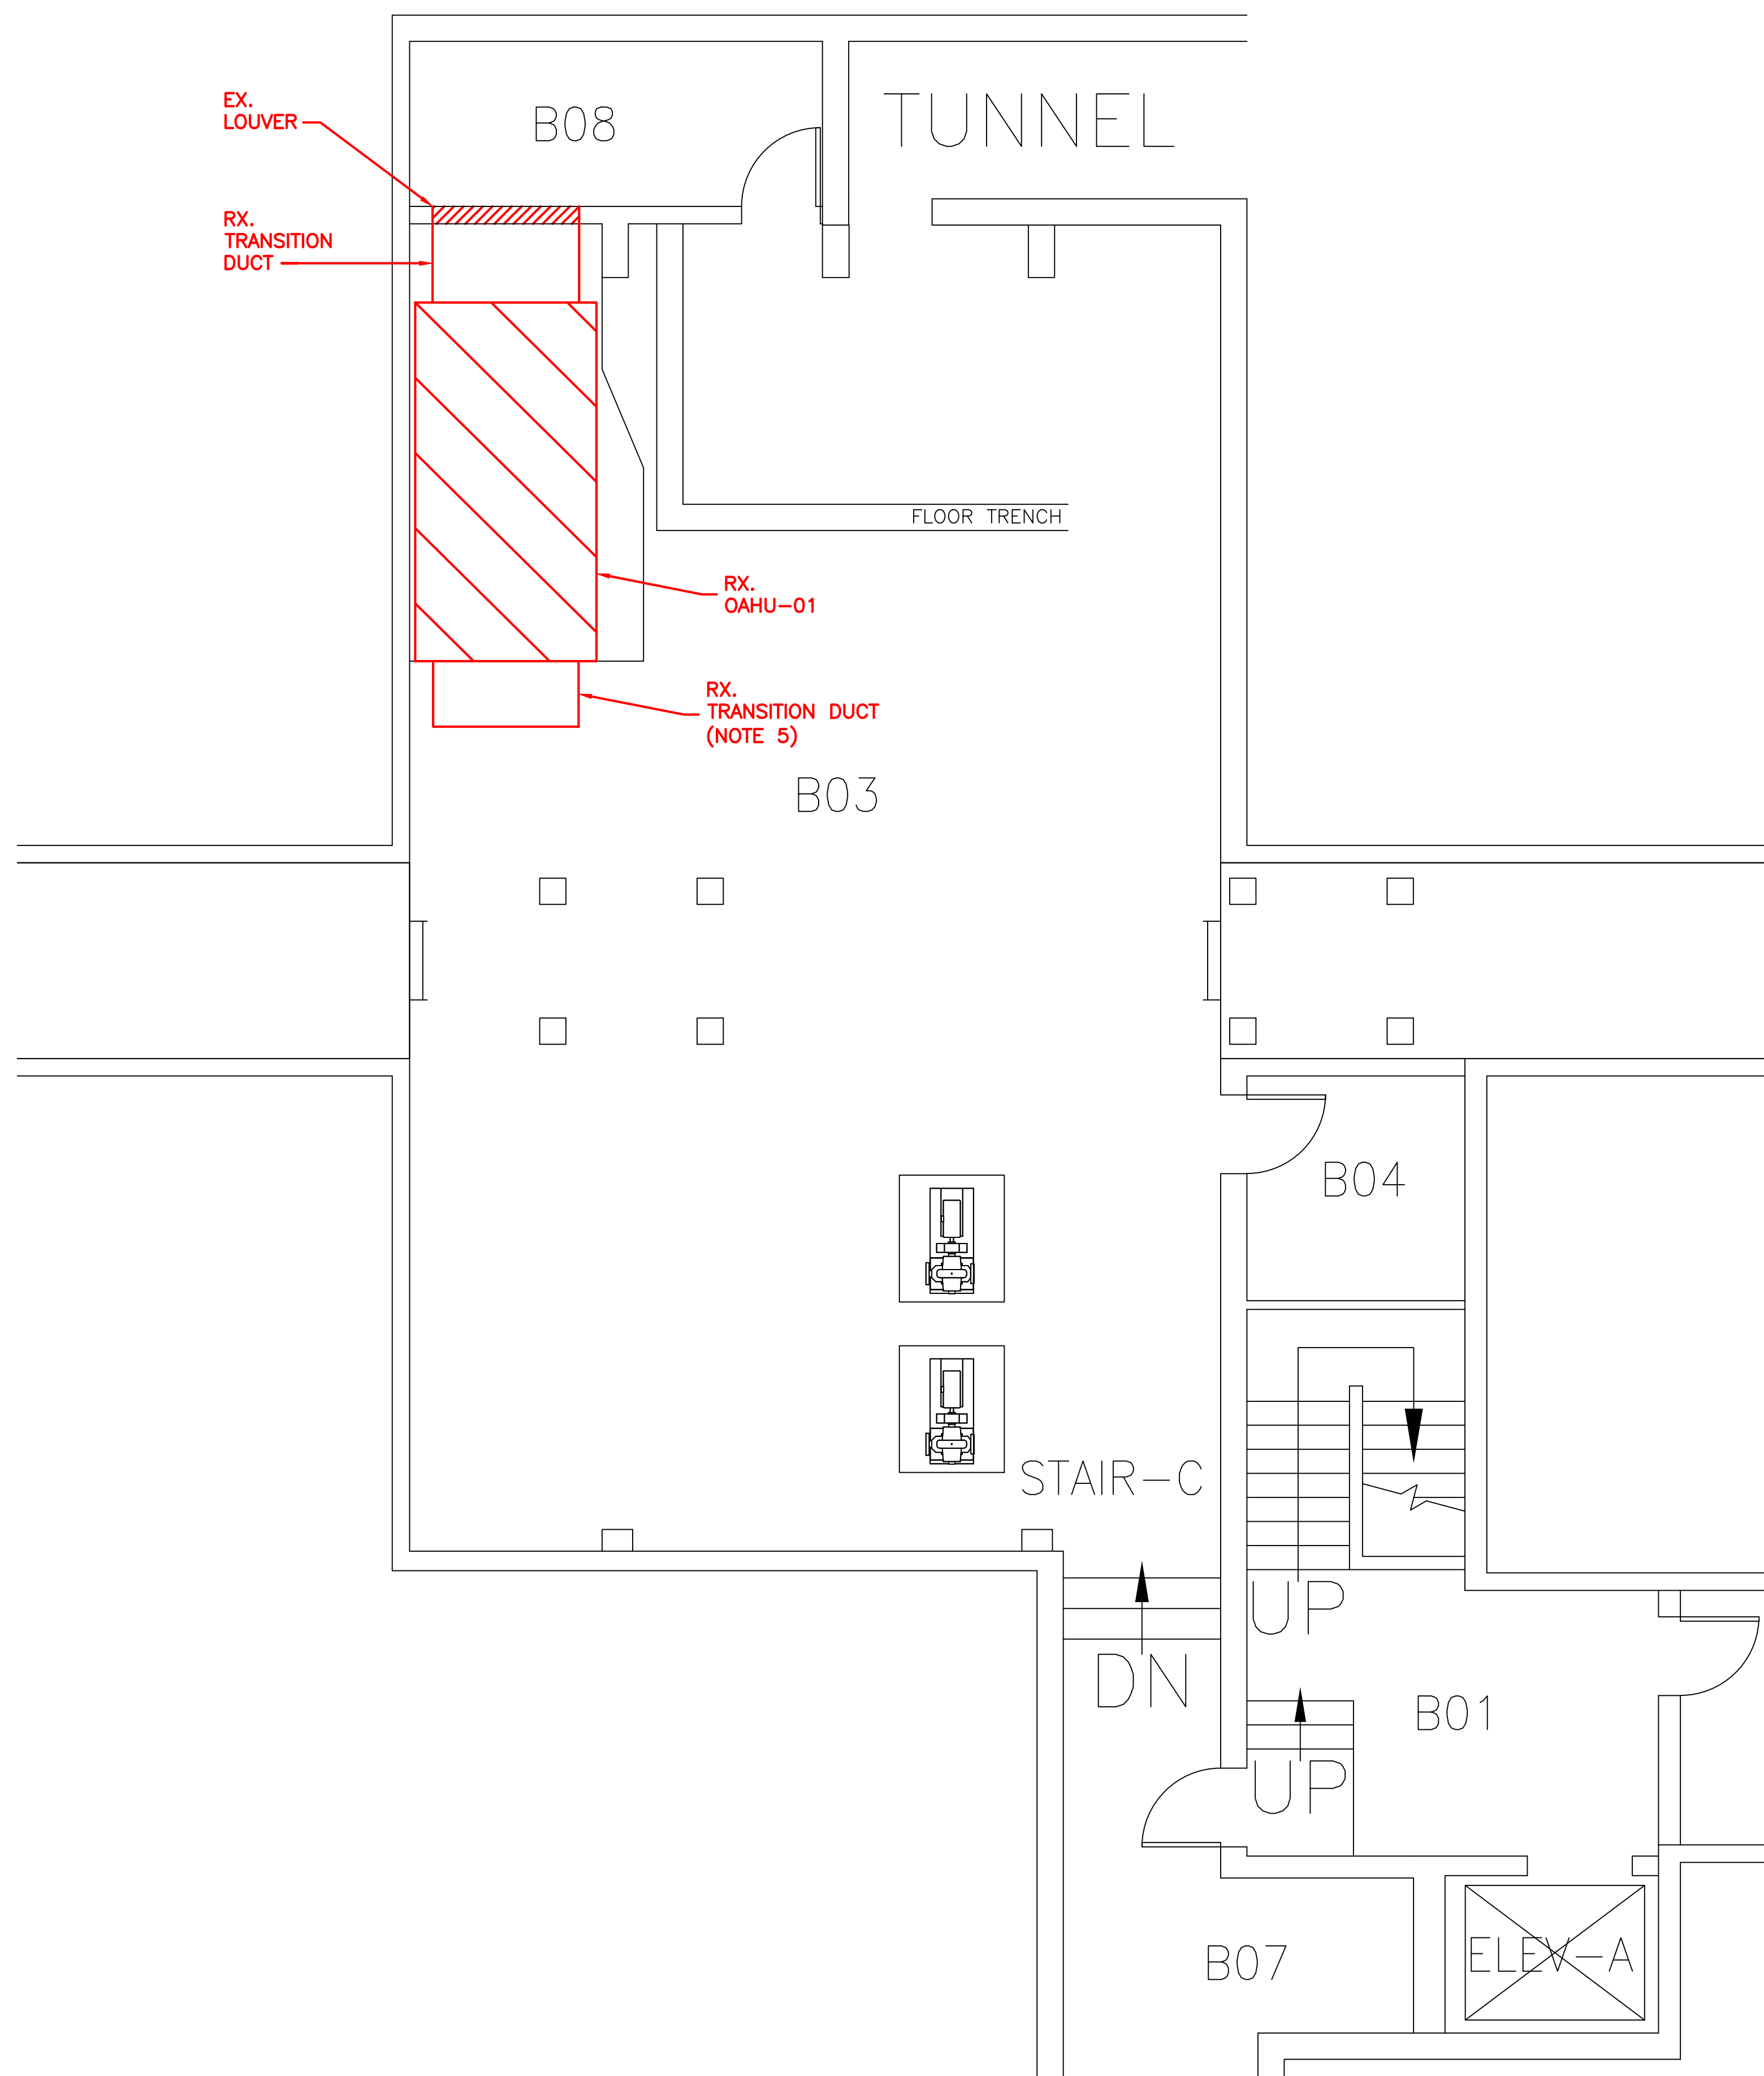 EX.
LOUVER
B08
TUNNEL
RX.
TRANSITION
DUCT
FLOOR TRENCH
RX.
OAHU-01
RX.
TRANSITION DUCT
(NOTE 5)
B03
B04
STAIR-C
UP
DN
B01
UP
B07
ELEV-A